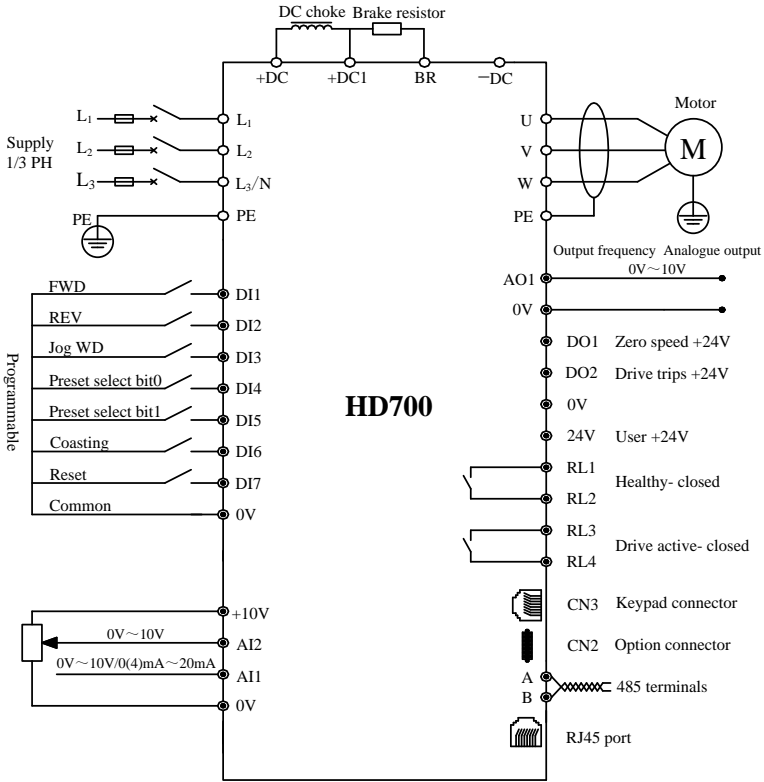 DC choke Brake resistor
+DC +DC1 BR －DC
Supply
1/3 PH
L1 L1
L2 L2
L3 L3/N
PE PE
U
V
W
PE
Motor
M
Output frequency Analogue output
AO1 0V～10V
0V
FWD DI1
REV DI2
Jog WD DI3
Preset select bit0 DI4
Preset select bit1 DI5
Coasting DI6
Reset DI7
Common 0V
Programmable
HD700
DO1 Zero speed +24V
DO2 Drive trips +24V
0V
24V User +24V
RL1
RL2
Healthy- closed
RL3
RL4
Drive active- closed
+10V
0V～10V AI2
0V～10V/0(4)mA～20mA AI1
0V
CN3 Keypad connector
CN2 Option connector
A
B
485 terminals
RJ45 port